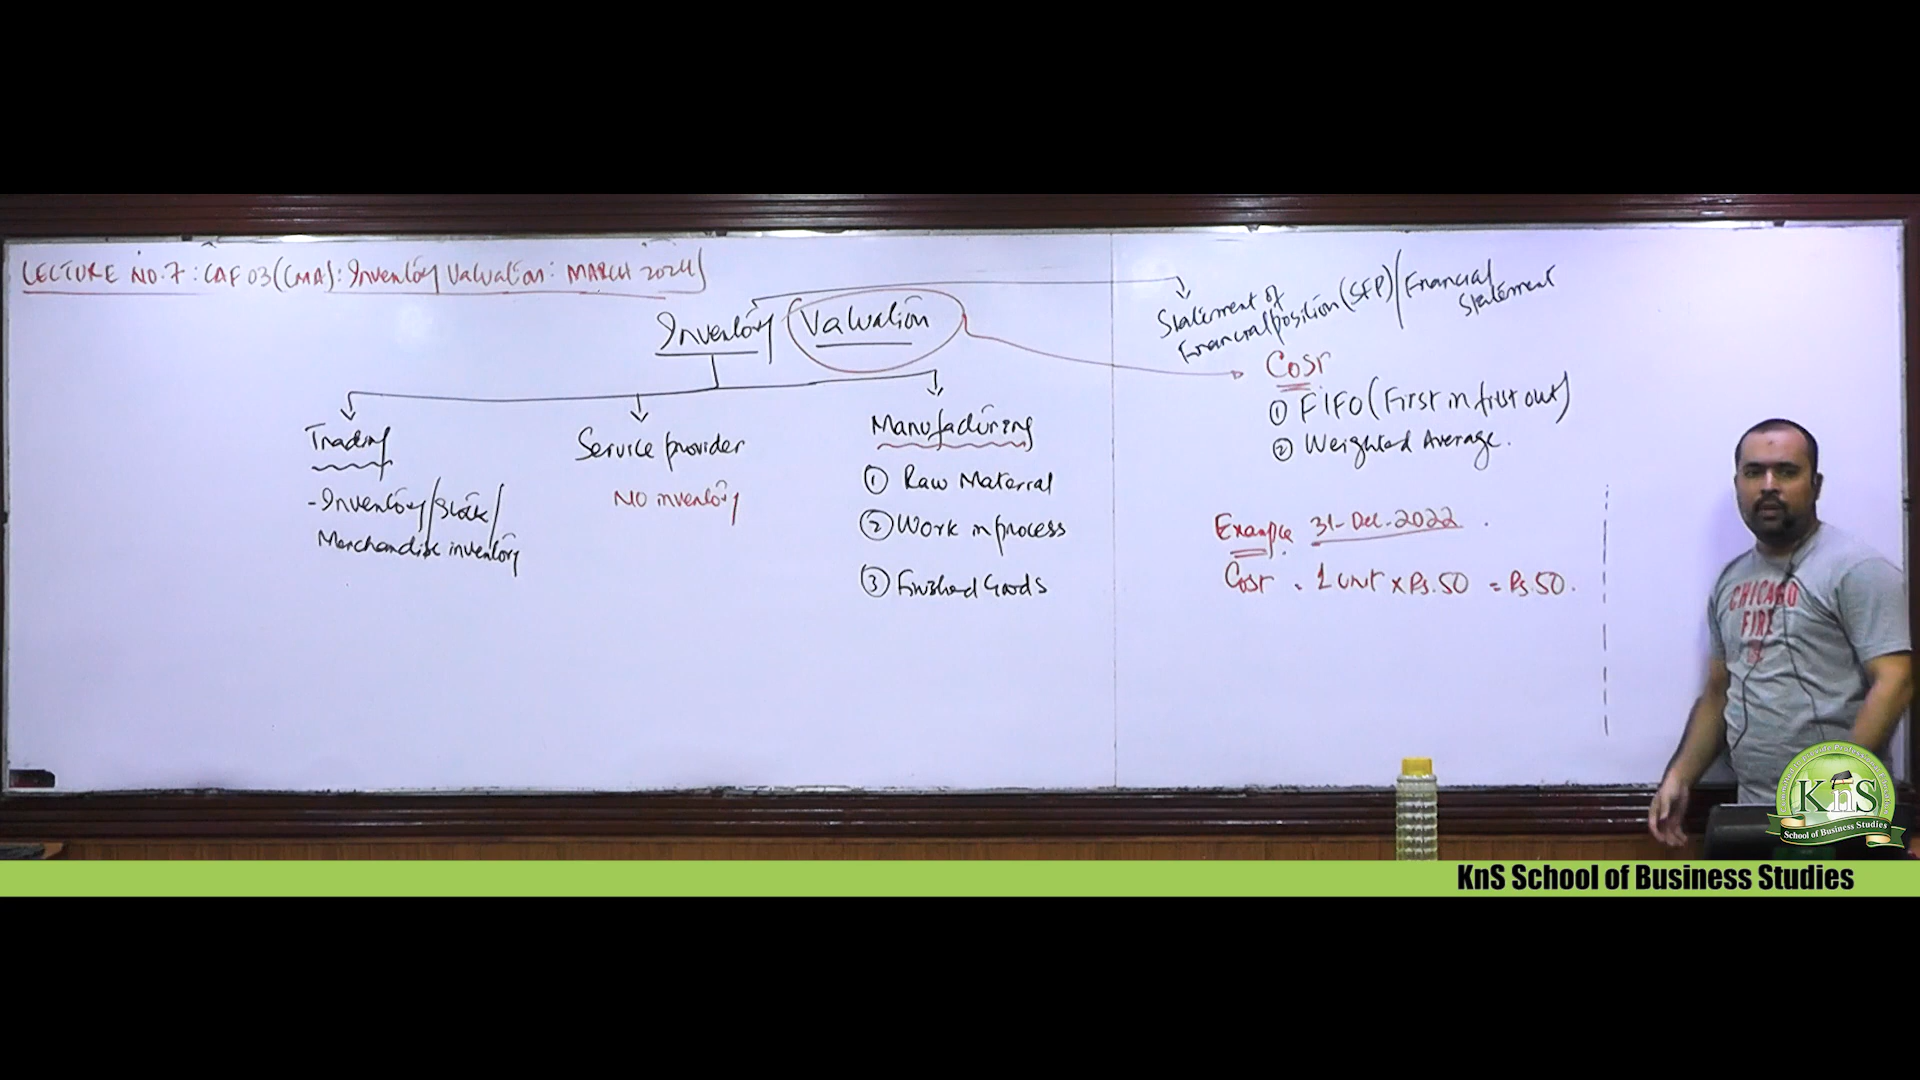 LECTURE NO.7: CAF 03 (CMA): Inventory Valuation: MARCH 2024
Inventory Valuation
Statement of
Financial position (SFP) / Financial
Statement
Trading
- Inventory/Stock/
Merchandise inventory
Service provider
NO inventory
Manufacturing
① Raw Material
② Work in process
③ Finished Goods
Cost
① FIFO (First in first out)
② Weighted Average.
Example 31-Dec-2022
Cost = 1 unit x Rs.50 = Rs.50.
CHICAGO
FIRE
KnS
School of Business Studies
KnS School of Business Studies